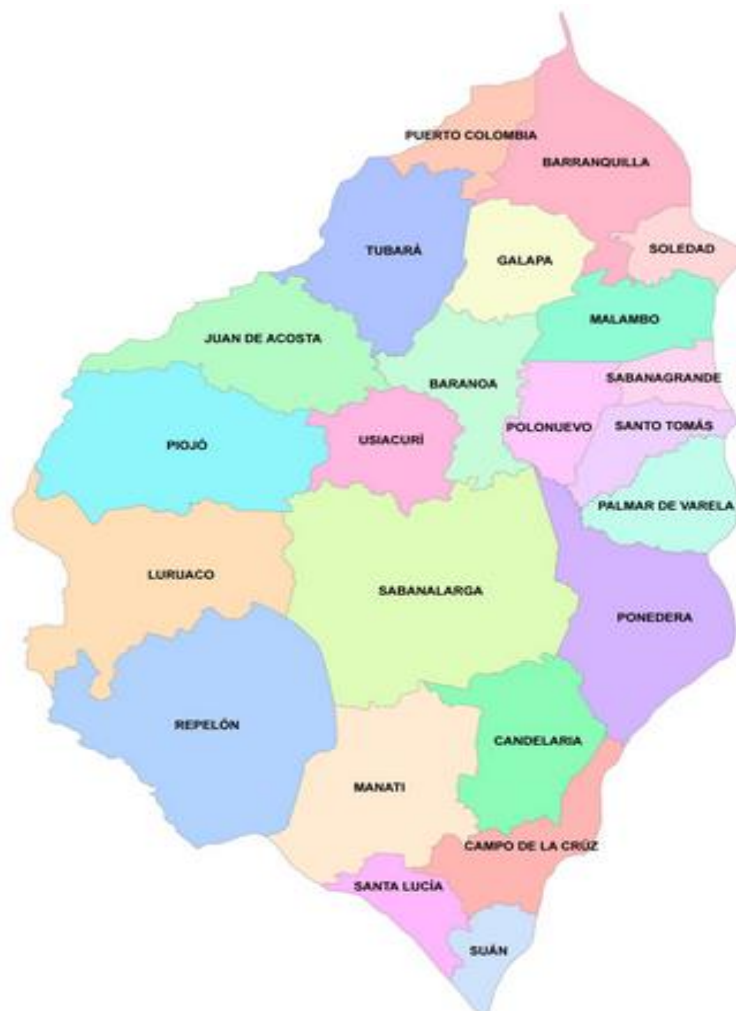 PUERTO COLOMBIA
BARRANQUILLA
TUBARÁ
GALAPA
SOLEDAD
MALAMBO
JUAN DE ACOSTA
SABANAGRANDE
BARANOA
POLONUEVO
SANTO TOMÁS
USIACURÍ
PIOJÓ
PALMAR DE VARELA
LURUACO
SABANALARGA
PONEDERA
REPELÓN
CANDELARIA
MANATI
CAMPO DE LA CRÚZ
SANTA LUCÍA
SUÁN